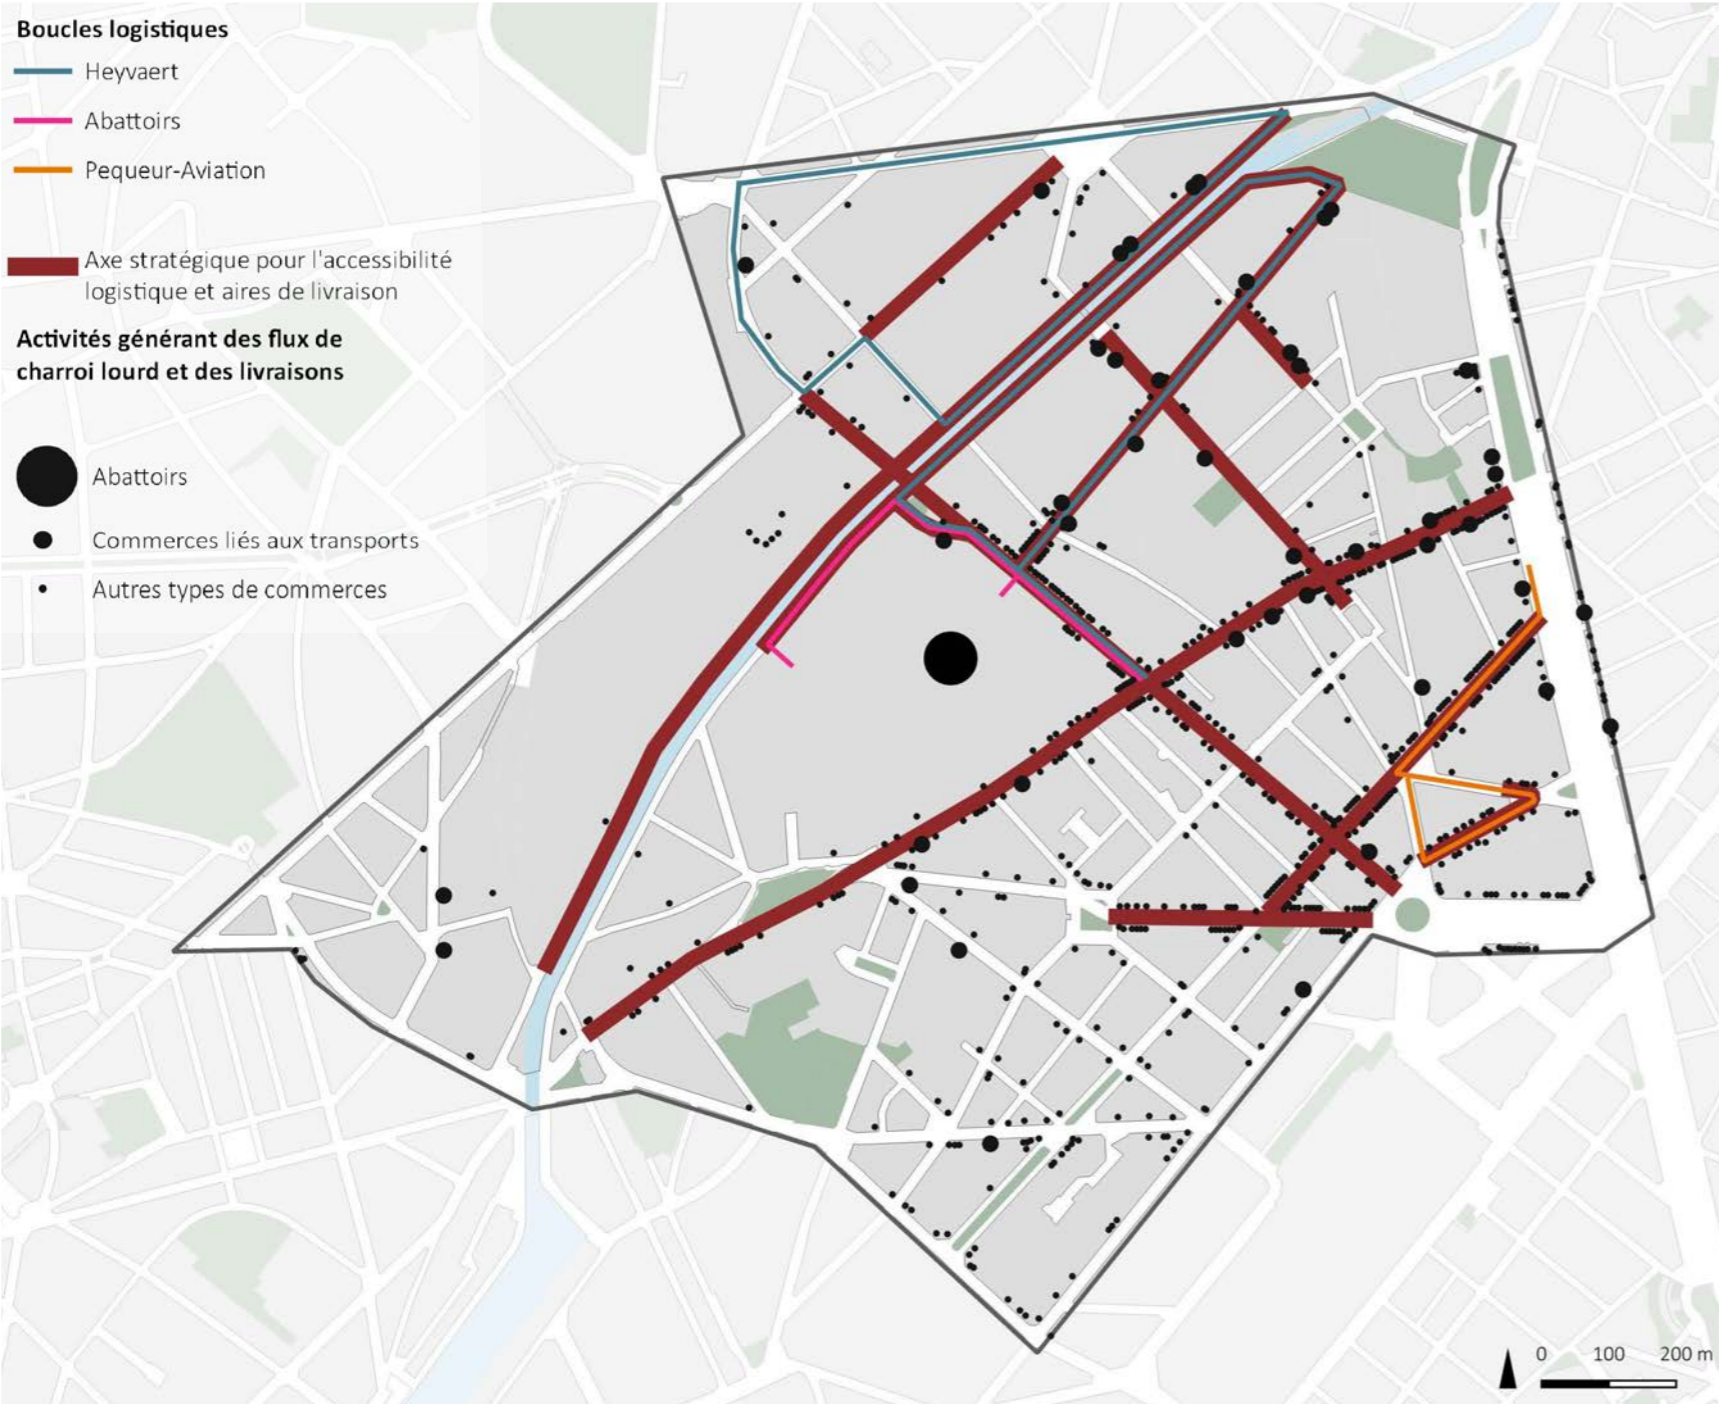 Boucles logistiques
Heyvaert
Abattoirs
Pequeur-Aviation
Axe stratégique pour l'accessibilité
logistique et aires de livraison
Activités générant des flux de
charroi lourd et des livraisons
Abattoirs
Commerces liés aux transports
Autres types de commerces
0 100 200 m